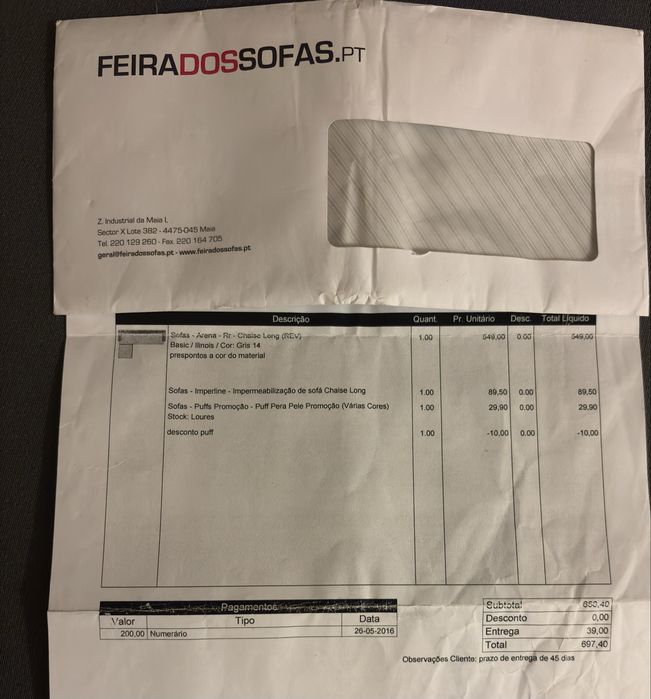 FEIRADOSSOFAS.PT
Z. Industrial da Maia I,
Sector X Lote 382 - 4475-045 Maia
Tel. 220 129 260 - Fax. 220 164 705
geral@feiradossofas.pt - www.feiradossofas.pt
Descrição Quant. Pr. Unitário Desc. Total Líquido
Sofas - Arena - Rr - Chaise Long (REV) 1.00 549,00 0.00 549,00
Basic / Ilinois / Cor: Gris 14
prespontos a cor do material
Sofas - Imperline - Impermeabilização de sofá Chaise Long 1.00 89,50 0.00 89,50
Sofas - Puffs Promoção - Puff Pera Pele Promoção (Várias Cores) 1.00 29,90 0.00 29,90
Stock: Loures
desconto puff 1.00 -10,00 0.00 -10,00
Pagamentos
Valor Tipo Data
200,00 Numerário 26-05-2016
Subtotal 658,40
Desconto 0,00
Entrega 39,00
Total 697,40
Observações Cliente: prazo de entrega de 45 dias